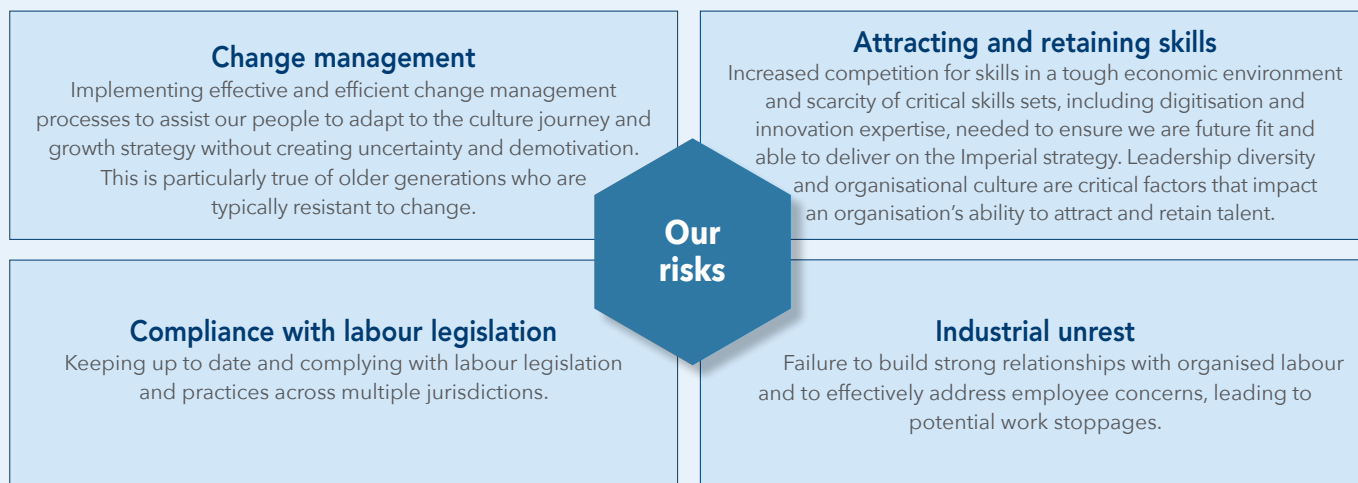 Change management
Implementing effective and efficient change management
processes to assist our people to adapt to the culture journey and
growth strategy without creating uncertainty and demotivation.
This is particularly true of older generations who are
typically resistant to change.
Attracting and retaining skills
Increased competition for skills in a tough economic environment
and scarcity of critical skills sets, including digitisation and
innovation expertise, needed to ensure we are future fit and
able to deliver on the Imperial strategy. Leadership diversity
and organisational culture are critical factors that impact
an organisation’s ability to attract and retain talent.
Our
risks
Compliance with labour legislation
Keeping up to date and complying with labour legislation
and practices across multiple jurisdictions.
Industrial unrest
Failure to build strong relationships with organised labour
and to effectively address employee concerns, leading to
potential work stoppages.